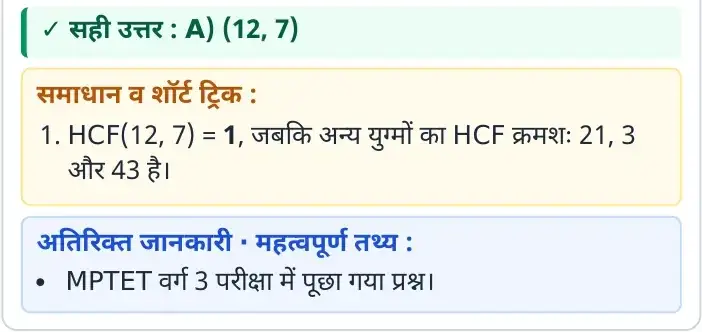 ✓ सही उत्तर : A) (12, 7)
समाधान व शॉर्ट ट्रिक :
1. HCF(12, 7) = 1, जबकि अन्य युग्मों का HCF क्रमशः 21, 3
और 43 है।
अतिरिक्त जानकारी · महत्वपूर्ण तथ्य :
• MPTET वर्ग 3 परीक्षा में पूछा गया प्रश्न।